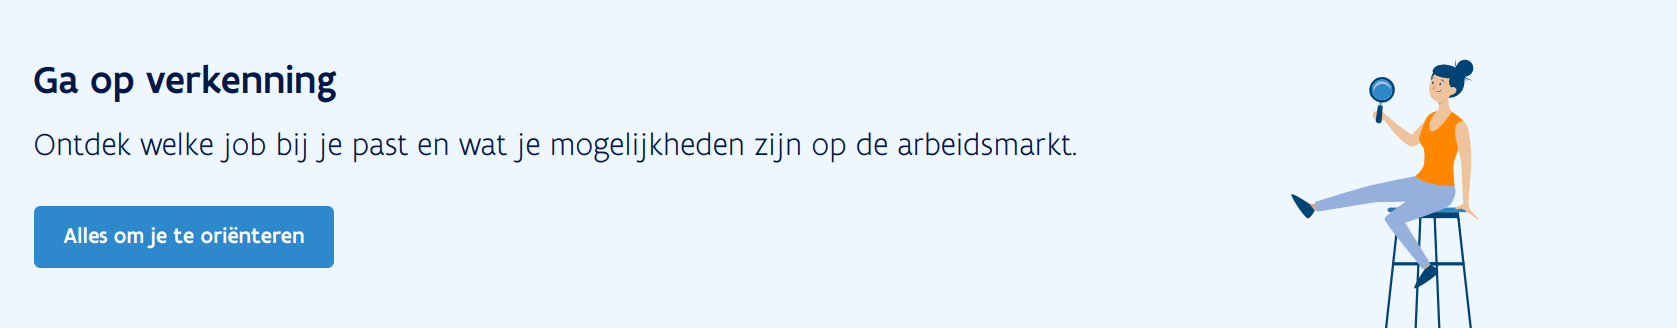 Ga op verkenning
Ontdek welke job bij je past en wat je mogelijkheden zijn op de arbeidsmarkt.
Alles om je te oriënteren